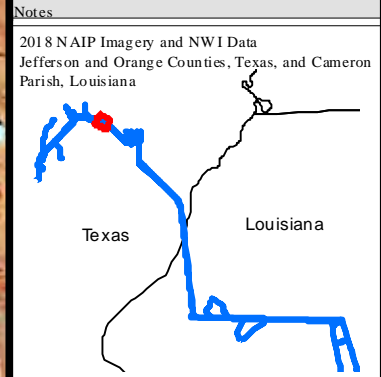 Notes
2018 NAIP Imagery and NWI Data
Jefferson and Orange Counties, Texas, and Cameron
Parish, Louisiana
Texas
Louisiana